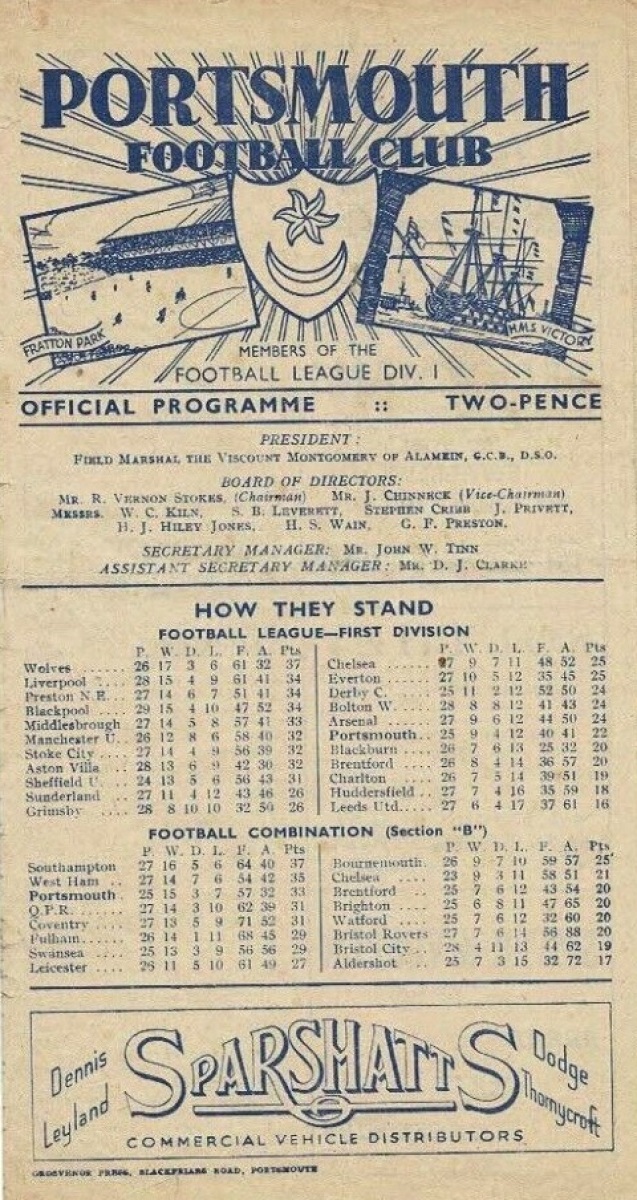 PORTSMOUTH
FOOTBALL CLUB
FRATTON PARK
H.M.S VICTORY
MEMBERS OF THE
FOOTBALL LEAGUE DIV. 1
OFFICIAL PROGRAMME :: TWO-PENCE
PRESIDENT:
FIELD MARSHAL THE VISCOUNT MONTGOMERY OF ALAMEIN, G.C.B., D.S.O.
BOARD OF DIRECTORS:
MR. R. VERNON STOKES, (Chairman) MR. J. CHINNECK (Vice-Chairman)
MESSRS. W. C. KILN, S. B. LEVERETT, STEPHEN CRIBB J. PRIVETT,
H. J. HILEY JONES, H. S. WAIN, G. F. PRESTON.
SECRETARY MANAGER: MR. JOHN W. TINN
ASSISTANT SECRETARY MANAGER: MR. D. J. CLARKE
HOW THEY STAND
FOOTBALL LEAGUE—FIRST DIVISION
P. W. D. L. F. A. Pts
Wolves ...... 26 17 3 6 61 32 37
Liverpool 28 15 4 9 61 41 34
Preston N.E... 27 14 6 7 51 41 34
Blackpool .... 29 15 4 10 47 52 34
Middlesbrough 27 14 5 8 57 41 33
Manchester U.. 26 12 8 6 58 40 32
Stoke City .... 27 14 4 9 56 39 32
Aston Villa .. 28 13 6 9 42 30 32
Sheffield U. 24 13 5 6 56 43 31
Sunderland .. 27 11 4 12 43 46 26
Grimsby .... 28 8 10 10 32 50 26
P. W. D. L. F. A. Pts
Chelsea ...... 27 9 7 11 48 52 25
Everton ...... 27 10 5 12 35 45 25
Derby C. .... 25 11 2 12 52 50 24
Bolton W. .... 28 8 8 12 41 43 24
Arsenal ...... 27 9 6 12 44 50 24
Portsmouth.. 25 9 4 12 40 41 22
Blackburn .... 26 7 6 13 25 32 20
Brentford .... 26 8 4 14 36 57 20
Charlton .... 26 7 5 14 39 51 19
Huddersfield .. 27 7 4 16 35 59 18
Leeds Utd..... 27 6 4 17 37 61 16
FOOTBALL COMBINATION (Section "B")
P. W. D. L. F. A. Pts
Southampton 27 16 5 6 64 40 37
West Ham .. 27 14 7 6 54 42 35
Portsmouth . 25 15 3 7 57 32 33
Q.P.R. ....... 27 14 3 10 62 39 31
Coventry .... 27 13 5 9 71 52 31
Fulham...... 26 14 1 11 68 45 29
Swansea .... 25 13 3 9 56 56 29
Leicester .... 26 11 5 10 61 49 27
P. W. D. L. F. A. Pts
Bournemouth. 26 9 7 10 59 57 25
Chelsea .... 23 9 3 11 58 51 21
Brentford .. 25 7 6 12 43 54 20
Brighton .... 25 6 8 11 47 65 20
Watford .... 25 7 6 12 32 60 20
Bristol Rovers 27 7 6 14 56 88 20
Bristol City .. 28 4 11 13 44 62 19
Aldershot .. 25 7 3 15 32 72 17
Dennis
Leyland
SPARSHATTS
Dodge
Thornycroft
COMMERCIAL VEHICLE DISTRIBUTORS
GROSVENOR PRESS, BLACKFRIARS ROAD, PORTSMOUTH